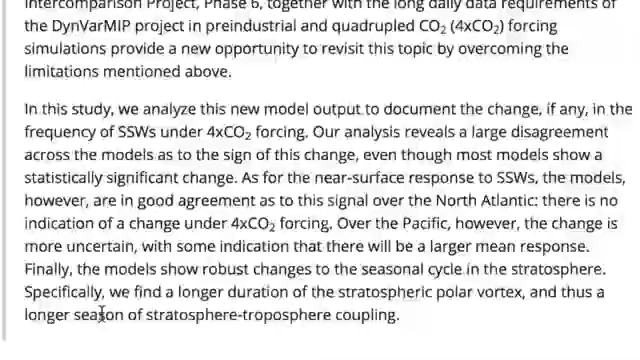 Intercomparison Project, Phase 6, together with the long daily data requirements of
the DynVarMIP project in preindustrial and quadrupled CO₂ (4xCO₂) forcing
simulations provide a new opportunity to revisit this topic by overcoming the
limitations mentioned above.
In this study, we analyze this new model output to document the change, if any, in the
frequency of SSWs under 4xCO₂ forcing. Our analysis reveals a large disagreement
across the models as to the sign of this change, even though most models show a
statistically significant change. As for the near-surface response to SSWs, the models,
however, are in good agreement as to this signal over the North Atlantic: there is no
indication of a change under 4xCO₂ forcing. Over the Pacific, however, the change is
more uncertain, with some indication that there will be a larger mean response.
Finally, the models show robust changes to the seasonal cycle in the stratosphere.
Specifically, we find a longer duration of the stratospheric polar vortex, and thus a
longer season of stratosphere-troposphere coupling.